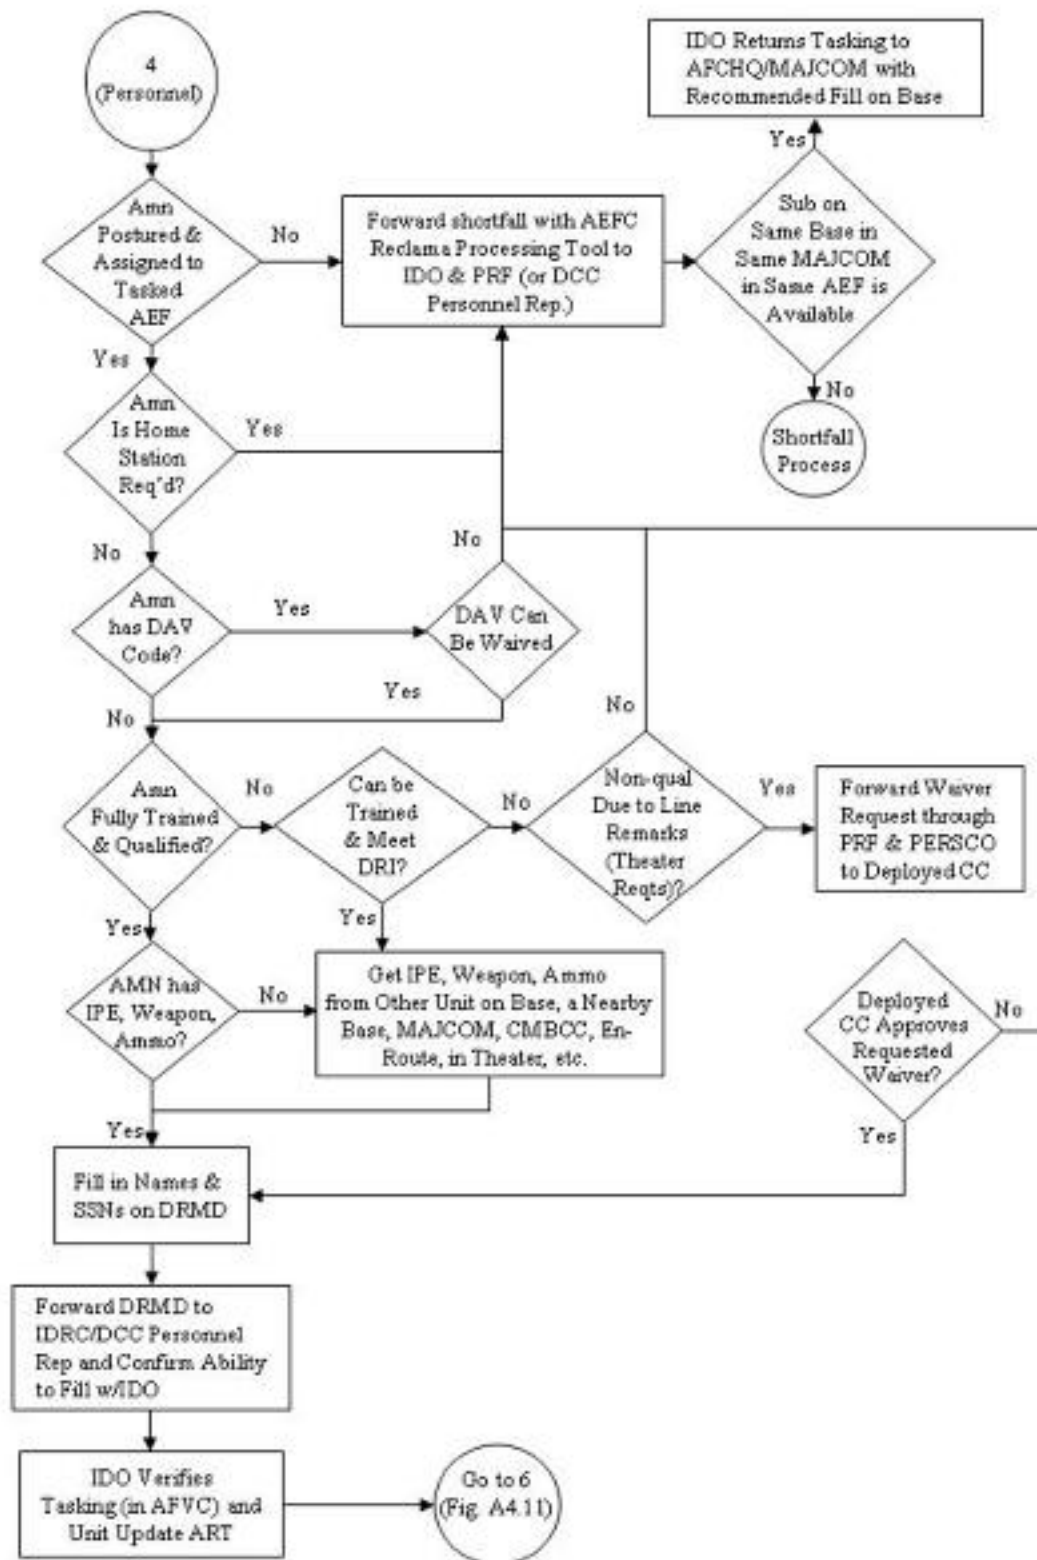 4
(Personnel)
IDO Returns Tasking to
AFCHQ/MAJCOM with
Recommended Fill on Base
Yes
Amn
Postured &
Assigned to
Tasked
AEF
No
Forward shortfall with AEFC
Reclama Processing Tool to
IDO & PRF (or DCC
Personnel Rep.)
Sub on
Same Base in
Same MAJCOM
in Same AEF is
Available
Yes
No
Shortfall
Process
Amn
Is Home
Station
Req'd?
Yes
No
No
Amn
has DAV
Code?
Yes
DAV Can
Be Waived
Yes
No
No
Amn
Fully Trained
& Qualified?
No
Can be
Trained
& Meet
DRI?
No
Non-qual
Due to Line
Remarks
(Theater
Reqts)?
Yes
Forward Waiver
Request through
PRF & PERSCO
to Deployed CC
Yes
Yes
AMN has
IPE, Weapon,
Ammo?
No
Get IPE, Weapon, Ammo
from Other Unit on Base, a Nearby
Base, MAJCOM, CMBCC, En-
Route, in Theater, etc.
Deployed
CC Approves
Requested
Waiver?
No
Yes
Yes
Fill in Names &
SSNs on DRMD
Forward DRMD to
IDRC/DCC Personnel
Rep and Confirm Ability
to Fill w/IDO
IDO Verifies
Tasking (in AFVC) and
Unit Update ART
Go to 6
(Fig. A4.11)